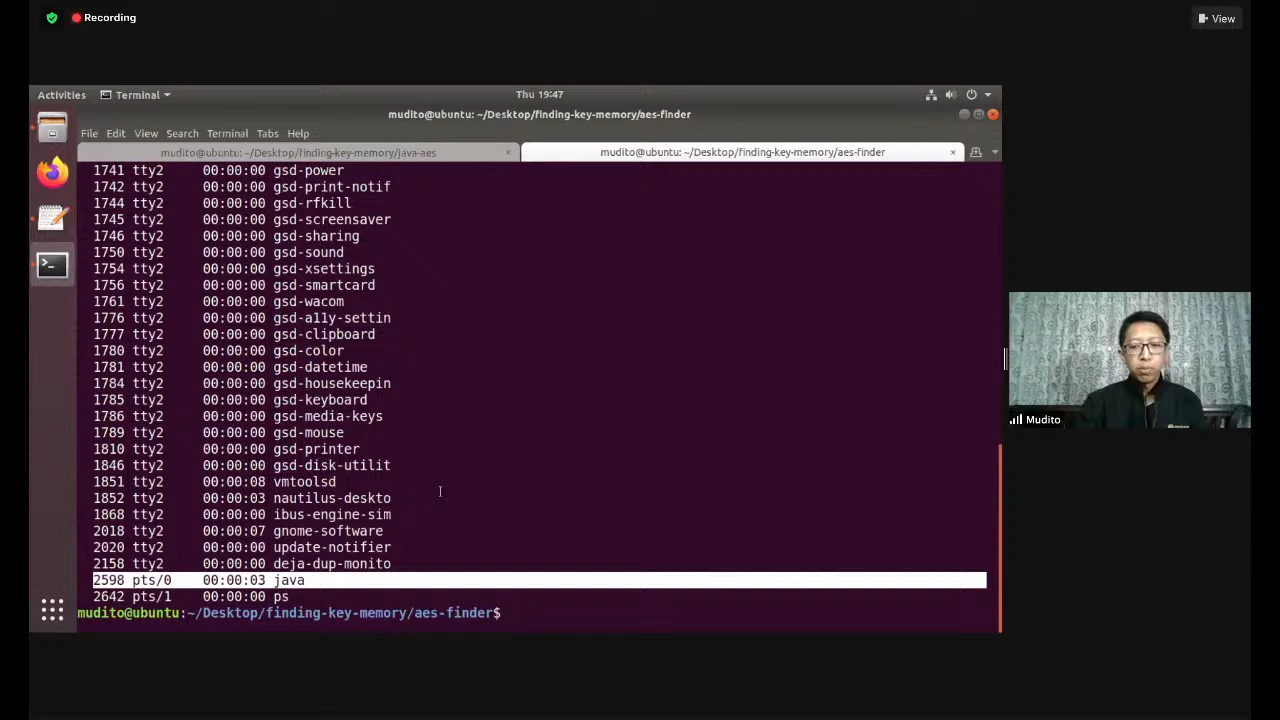 Recording
View
Activities
Terminal
Thu 19:47
mudito@ubuntu: ~/Desktop/finding-key-memory/aes-finder
File Edit View Search Terminal Tabs Help
mudito@ubuntu: ~/Desktop/finding-key-memory/java-aes
mudito@ubuntu: ~/Desktop/finding-key-memory/aes-finder
1741 tty2 00:00:00 gsd-power
1742 tty2 00:00:00 gsd-print-notif
1744 tty2 00:00:00 gsd-rfkill
1745 tty2 00:00:00 gsd-screensaver
1746 tty2 00:00:00 gsd-sharing
1750 tty2 00:00:00 gsd-sound
1754 tty2 00:00:00 gsd-xsettings
1756 tty2 00:00:00 gsd-smartcard
1761 tty2 00:00:00 gsd-wacom
1776 tty2 00:00:00 gsd-a11y-settin
1777 tty2 00:00:00 gsd-clipboard
1780 tty2 00:00:00 gsd-color
1781 tty2 00:00:00 gsd-datetime
1784 tty2 00:00:00 gsd-housekeepin
1785 tty2 00:00:00 gsd-keyboard
1786 tty2 00:00:00 gsd-media-keys
1789 tty2 00:00:00 gsd-mouse
1810 tty2 00:00:00 gsd-printer
1846 tty2 00:00:00 gsd-disk-utilit
1851 tty2 00:00:08 vmtoolsd
1852 tty2 00:00:03 nautilus-deskto
1868 tty2 00:00:00 ibus-engine-sim
2018 tty2 00:00:07 gnome-software
2020 tty2 00:00:00 update-notifier
2158 tty2 00:00:00 deja-dup-monito
2598 pts/0 00:00:03 java
2642 pts/1 00:00:00 ps
mudito@ubuntu:~/Desktop/finding-key-memory/aes-finder$
Mudito